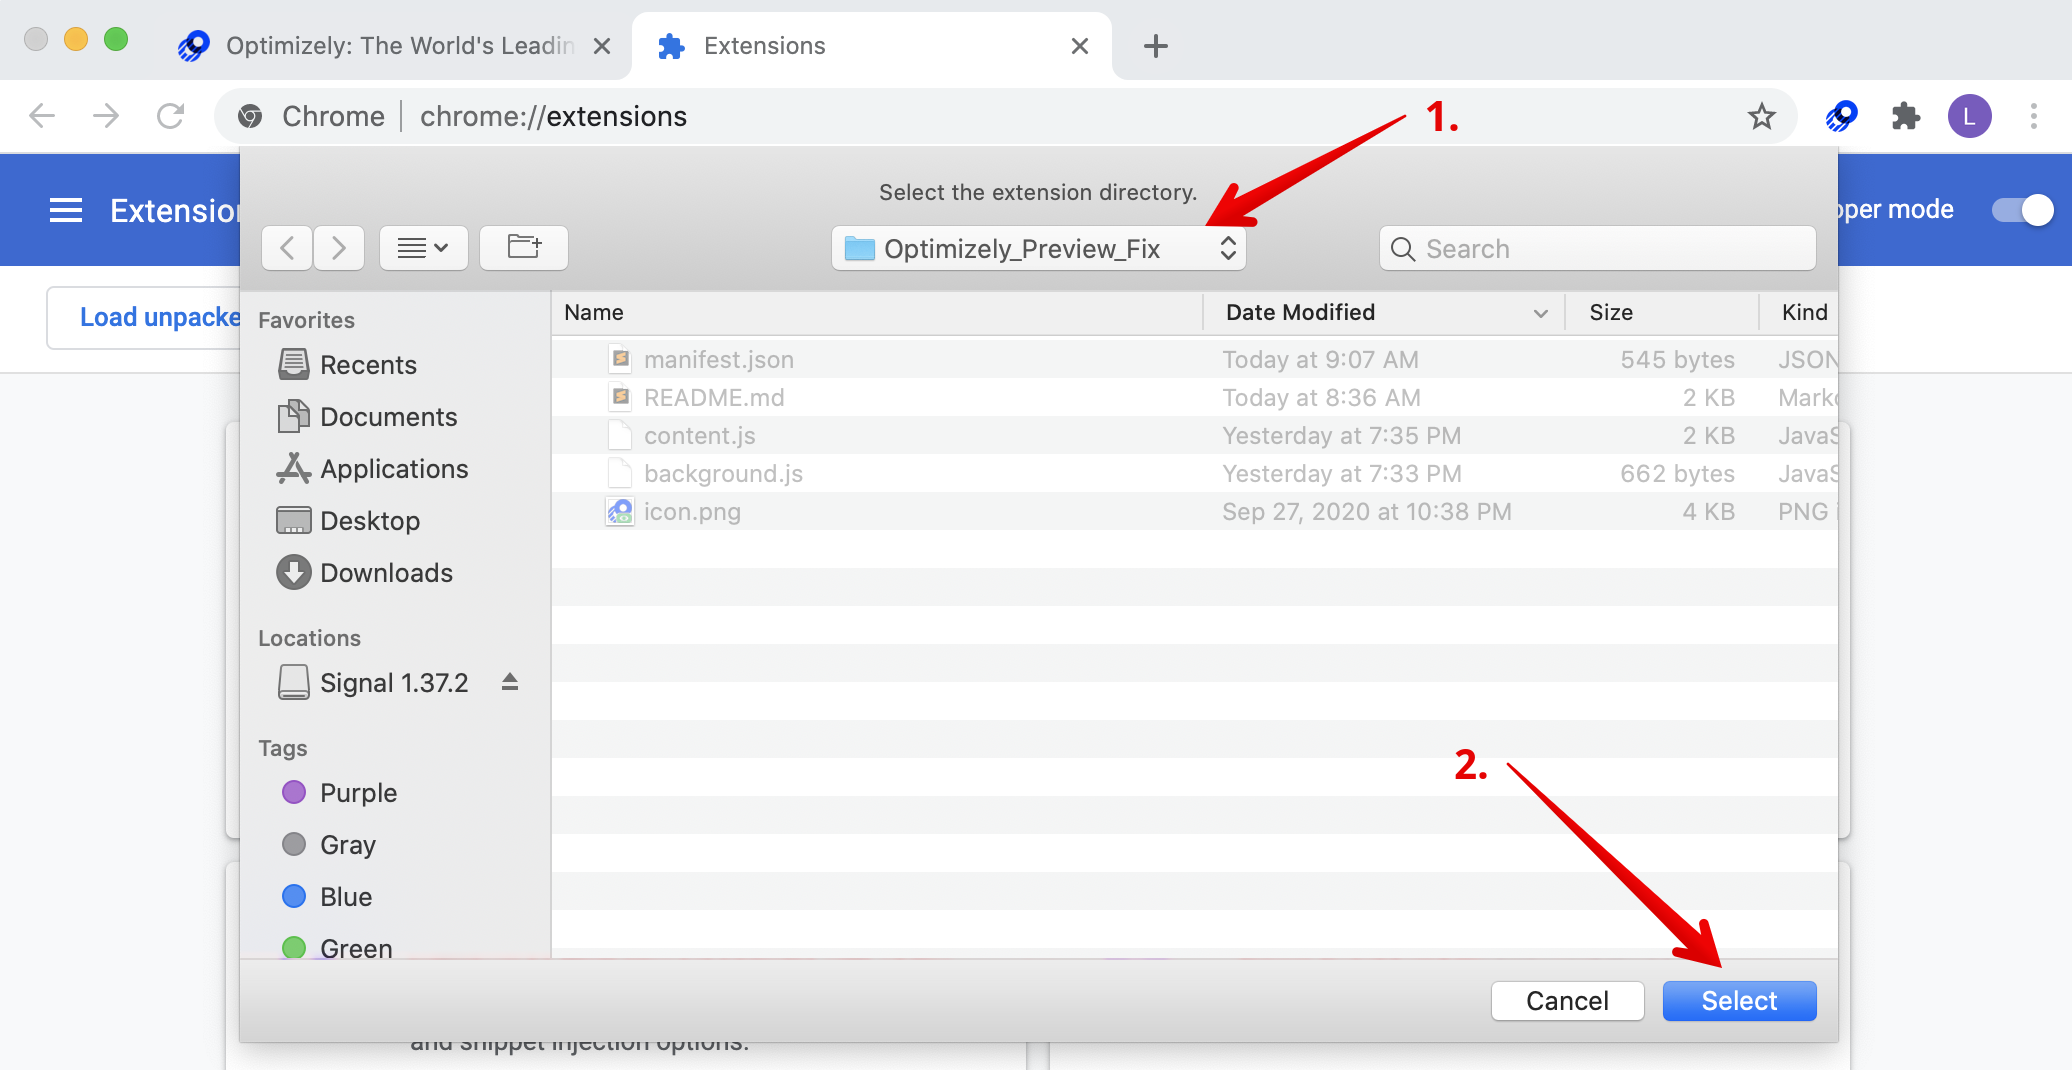 Optimizely: The World's Leadin
Extensions
Chrome
chrome://extensions
L
1.
Extension
Select the extension directory.
oper mode
Optimizely_Preview_Fix
Search
Load unpacke
Favorites
Recents
Documents
Applications
Desktop
Downloads
Locations
Signal 1.37.2
Tags
Purple
Gray
Blue
Green
Name Date Modified Size Kind
manifest.json Today at 9:07 AM 545 bytes JSON
README.md Today at 8:36 AM 2 KB Mark
content.js Yesterday at 7:35 PM 2 KB JavaS
background.js Yesterday at 7:33 PM 662 bytes JavaS
icon.png Sep 27, 2020 at 10:38 PM 4 KB PNG i
2.
Cancel
Select
and snippet injection options.